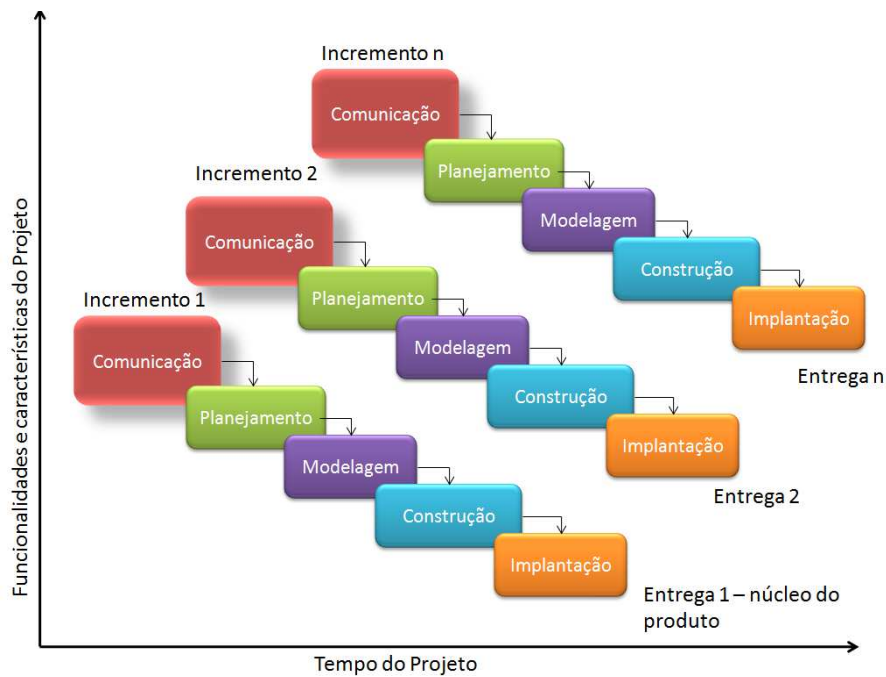 Incremento n
Comunicação
Planejamento
Modelagem
Construção
Implantação
Entrega n
Incremento 2
Comunicação
Planejamento
Modelagem
Construção
Implantação
Entrega 2
Incremento 1
Comunicação
Planejamento
Modelagem
Construção
Implantação
Entrega 1 – núcleo do
produto
Funcionalidades e características do Projeto
Tempo do Projeto